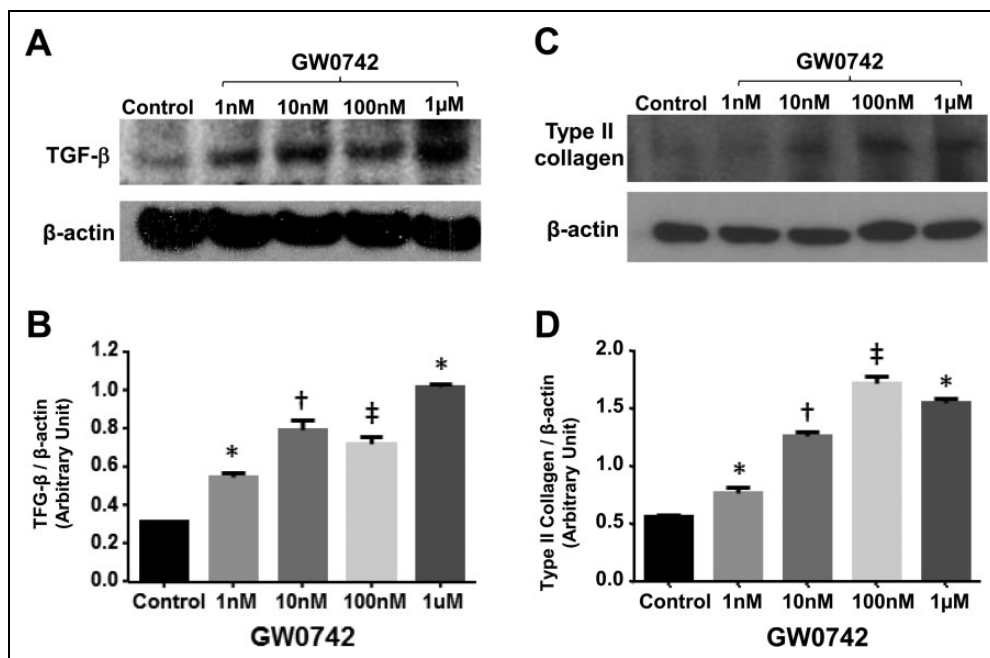 A
GW0742
Control 1nM 10nM 100nM 1µM
TGF-β
β-actin
B
TFG-β / β-actin
(Arbitrary Unit)
1.2
1.0
0.8
0.6
0.4
0.2
0.0
* † ‡ *
Control 1nM 10nM 100nM 1uM
GW0742
C
GW0742
Control 1nM 10nM 100nM 1µM
Type II
collagen
β-actin
D
Type II Collagen / β-actin
(Arbitrary Unit)
2.0
1.5
1.0
0.5
0.0
* † ‡ *
Control 1nM 10nM 100nM 1µM
GW0742